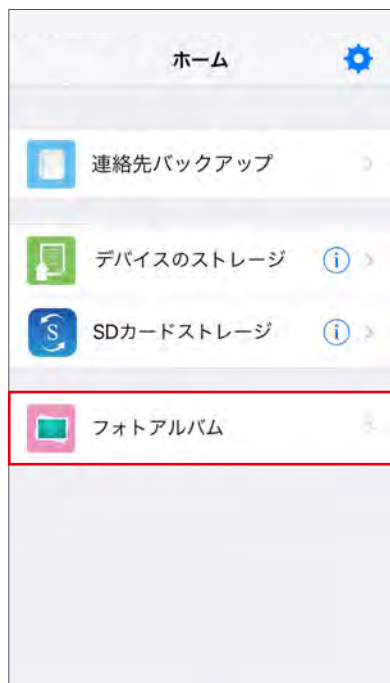 ホーム
連絡先バックアップ
デバイスのストレージ
SDカードストレージ
フォトアルバム